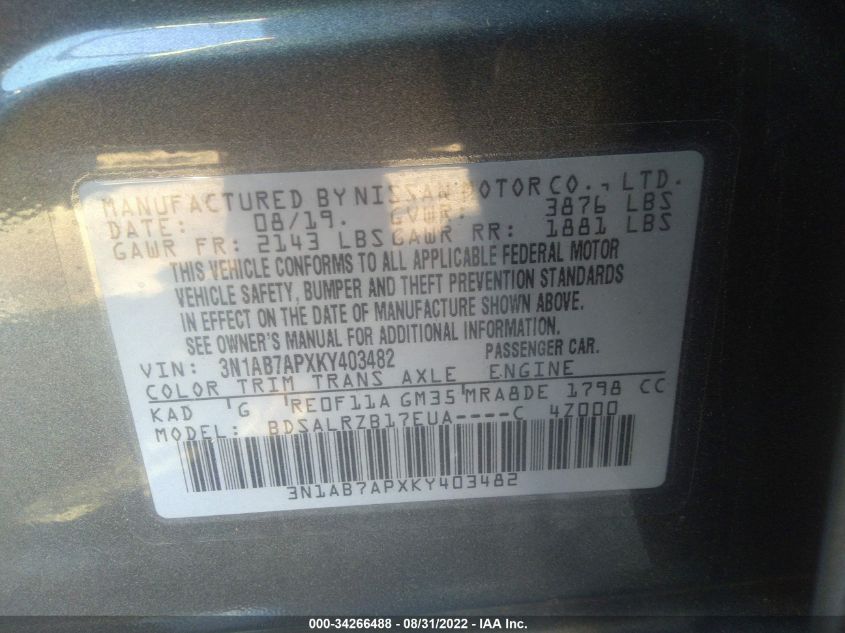 MANUFACTURED BY NISSAN MOTOR CO., LTD.
DATE: 08/19. GVWR: 3876 LBS
GAWR FR: 2143 LBS GAWR RR: 1881 LBS
THIS VEHICLE CONFORMS TO ALL APPLICABLE FEDERAL MOTOR
VEHICLE SAFETY, BUMPER AND THEFT PREVENTION STANDARDS
IN EFFECT ON THE DATE OF MANUFACTURE SHOWN ABOVE.
SEE OWNER'S MANUAL FOR ADDITIONAL INFORMATION.
VIN: 3N1AB7APXKY403482 PASSENGER CAR.
COLOR TRIM TRANS AXLE ENGINE
KAD G RE0F11A GM35 MRA8DE 1798 CC
MODEL: BDSALRZB17EUA----C 4Z000
3N1AB7APXKY403482
000-34266488 - 08/31/2022 - IAA Inc.